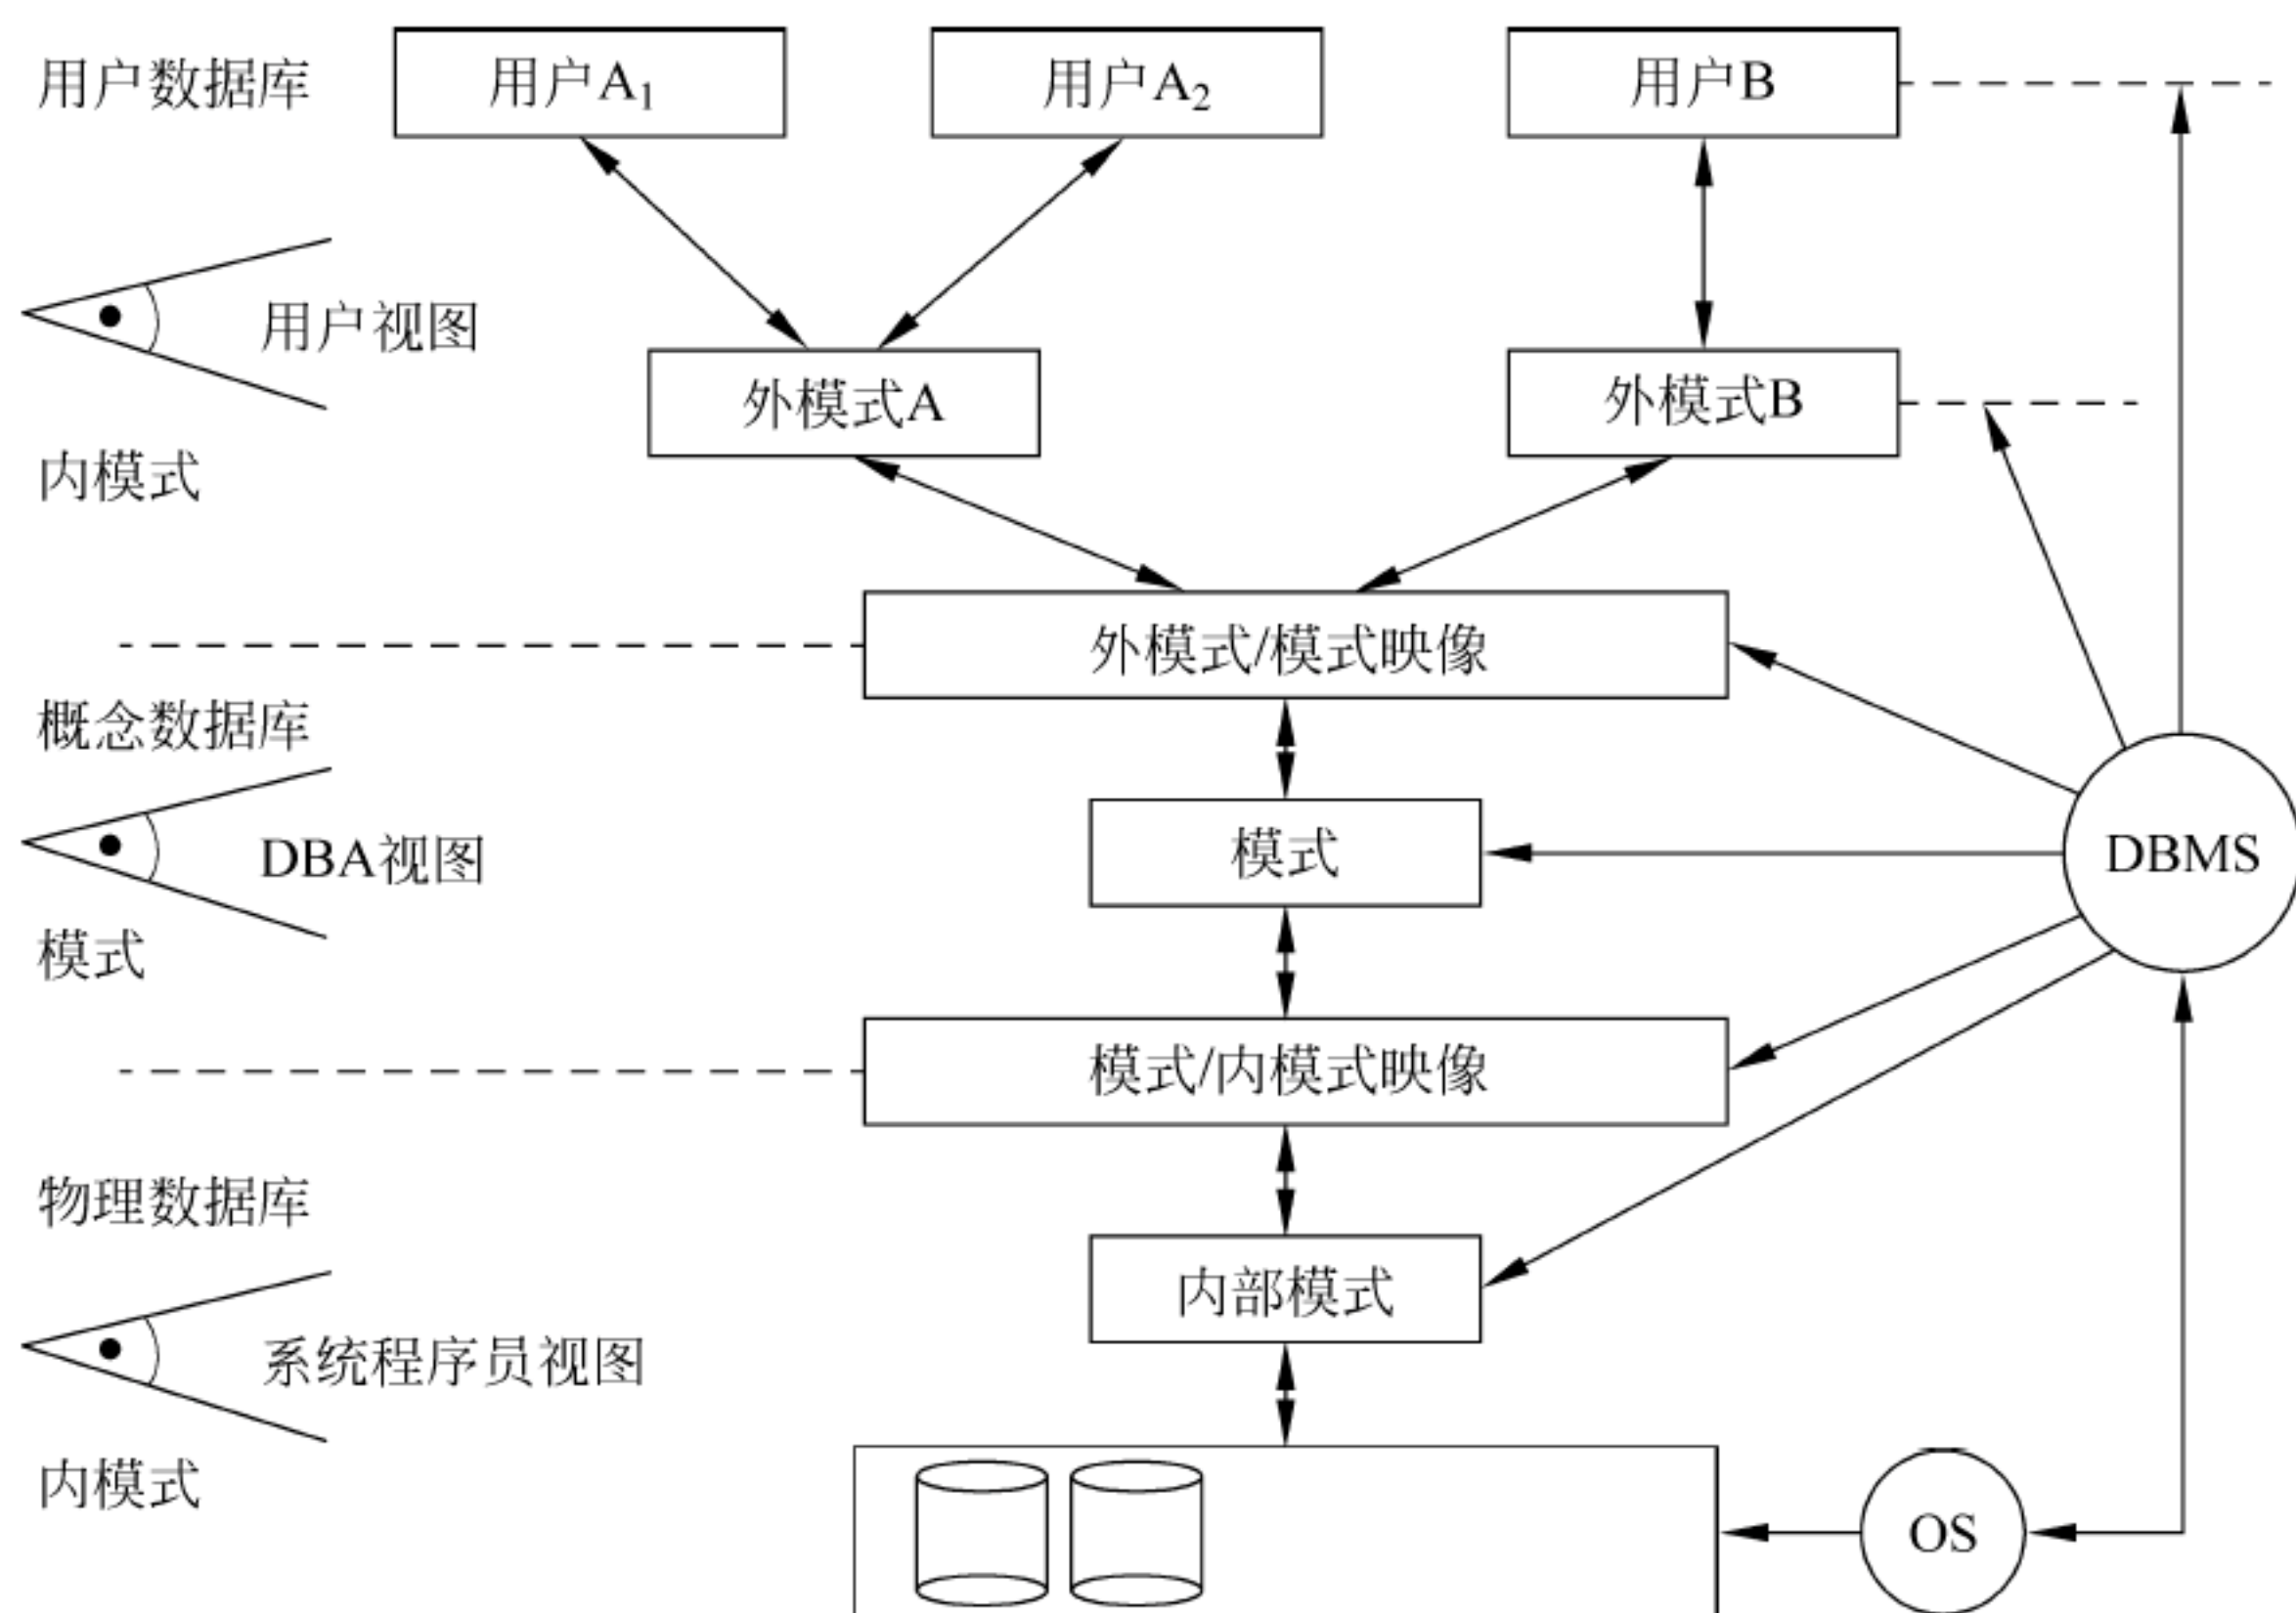 用户数据库
用户A₁
用户A₂
用户B
用户视图
外模式A
外模式B
内模式
外模式/模式映像
概念数据库
DBA视图
模式
DBMS
模式
模式/内模式映像
物理数据库
内部模式
系统程序员视图
内模式
OS